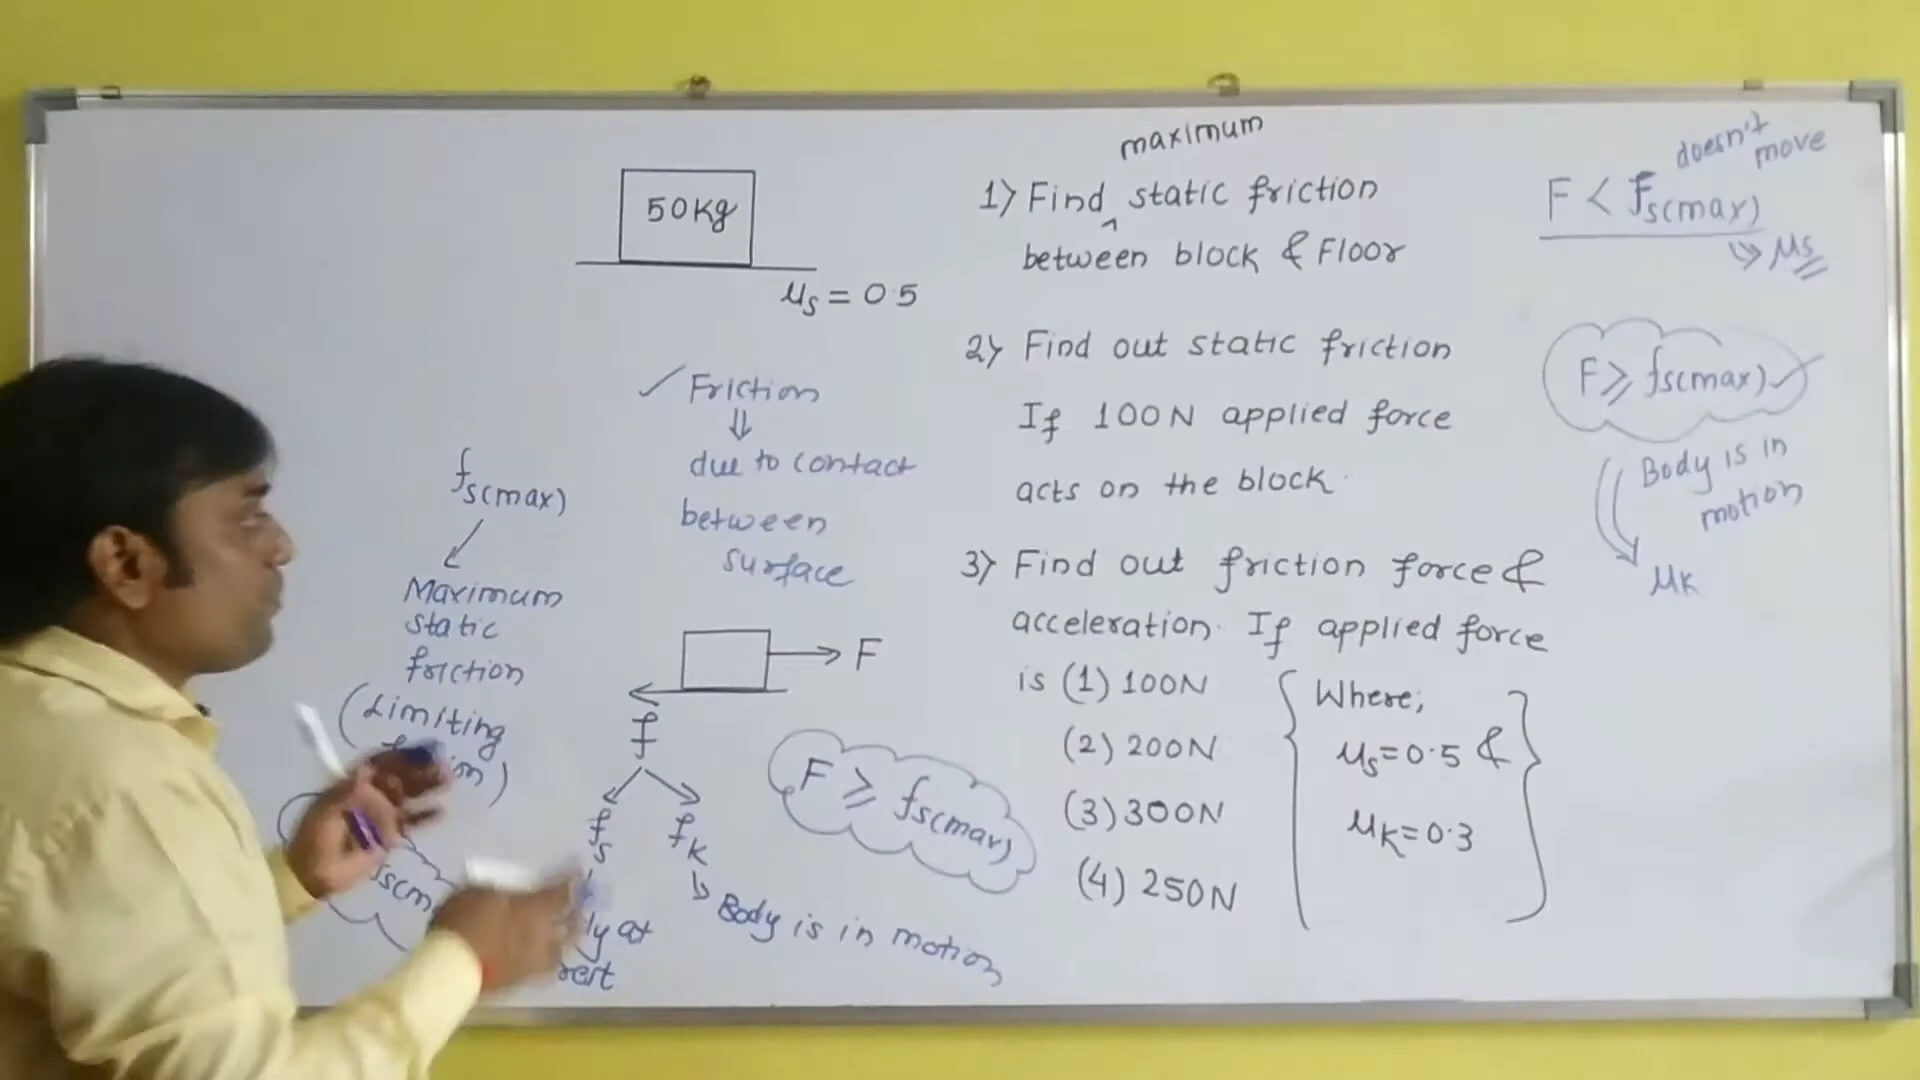 50Kg
μs = 0.5
✓ Friction
⇓
due to contact
between
surface
fs(max)
Maximum
static
friction
(Limiting
F
f
fs
fk
at
rest
Body is in motion
F ≥ fs(max)
maximum
1) Find static friction
between block & Floor
2) Find out static friction
If 100N applied force
acts on the block.
3) Find out friction force &
acceleration. If applied force
is (1) 100N
(2) 200N
(3) 300N
(4) 250N
Where,
μs=0.5 &
μk=0.3
doesn't
move
F < fs(max)
μs
F ≥ fs(max)
Body is in
motion
μk